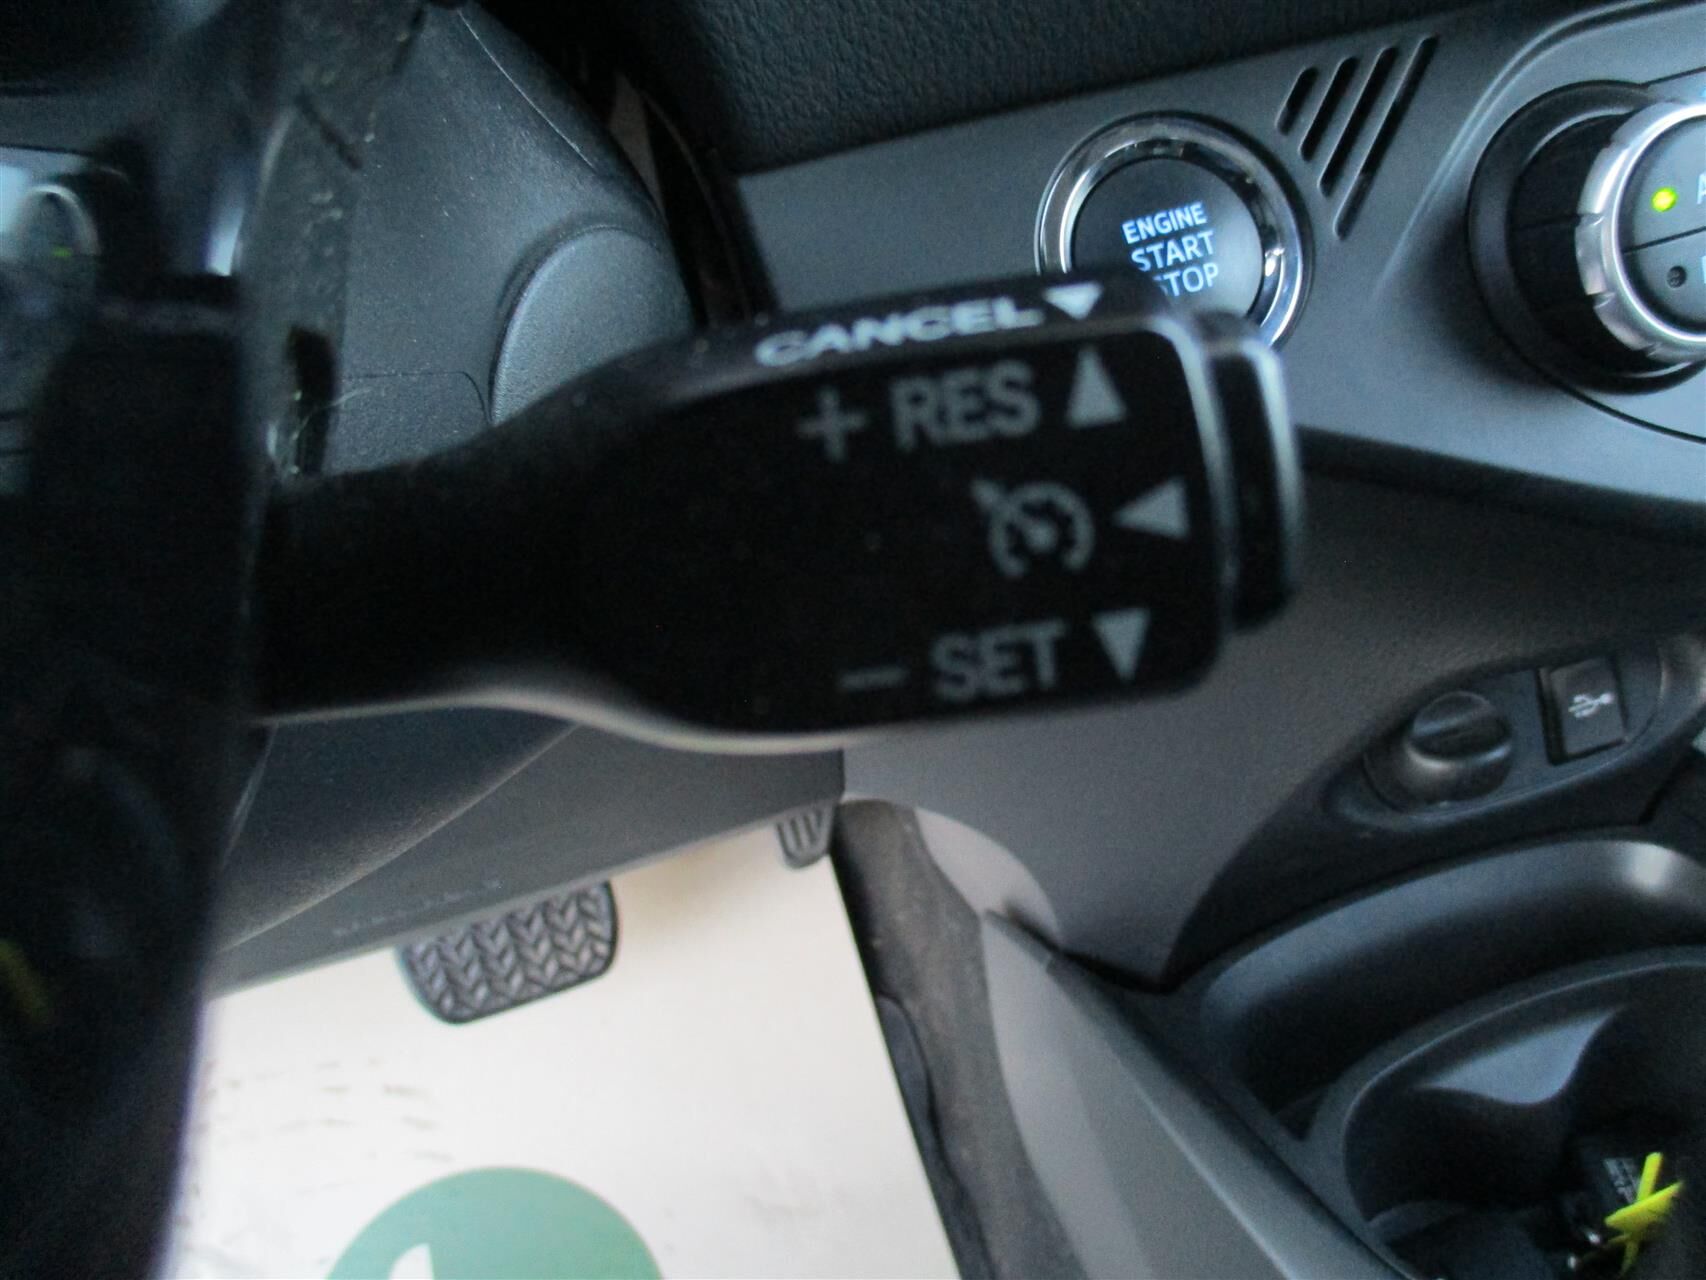 ENGINE
START
STOP
CANCEL
+ RES
- SET